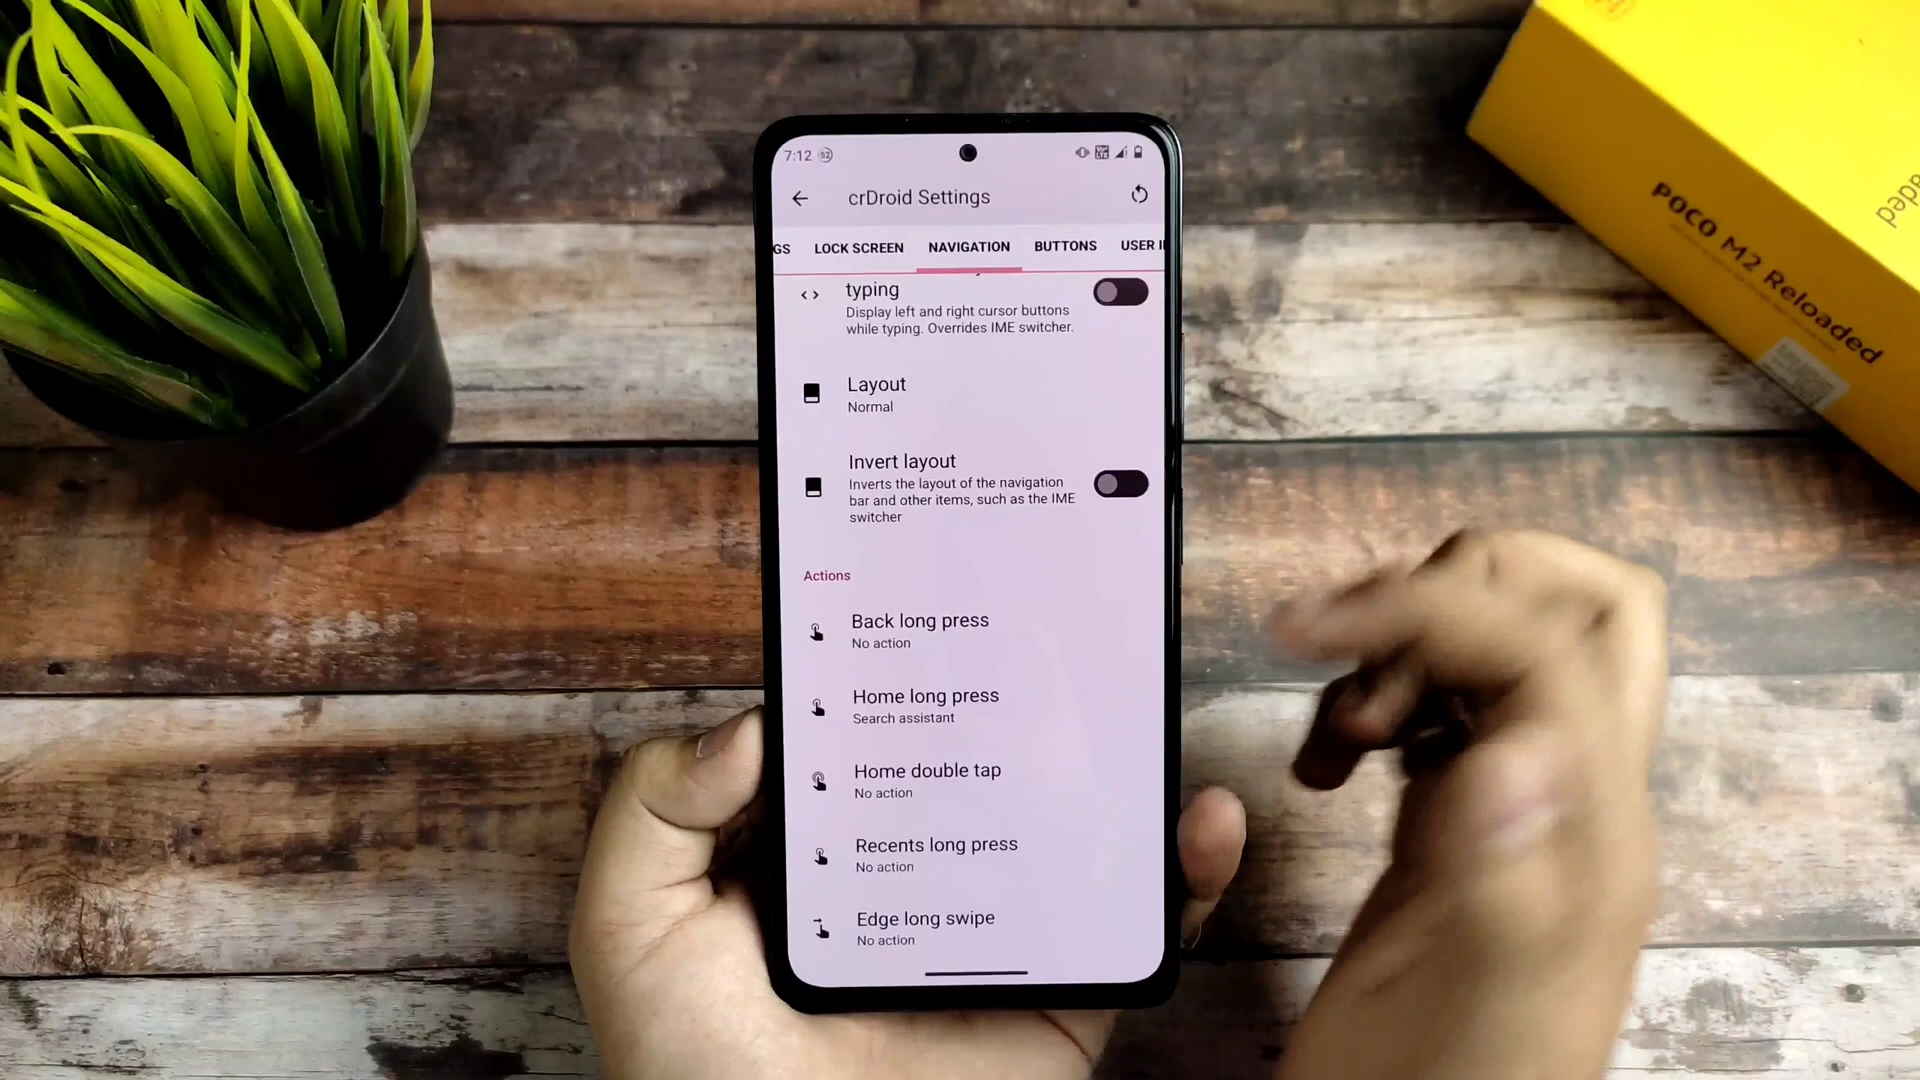 7:12 52
crDroid Settings
GS LOCK SCREEN NAVIGATION BUTTONS USER I
typing
Display left and right cursor buttons
while typing. Overrides IME switcher.
Layout
Normal
Invert layout
Inverts the layout of the navigation
bar and other items, such as the IME
switcher
Actions
Back long press
No action
Home long press
Search assistant
Home double tap
No action
Recents long press
No action
Edge long swipe
No action
POCO M2 Reloaded
aded